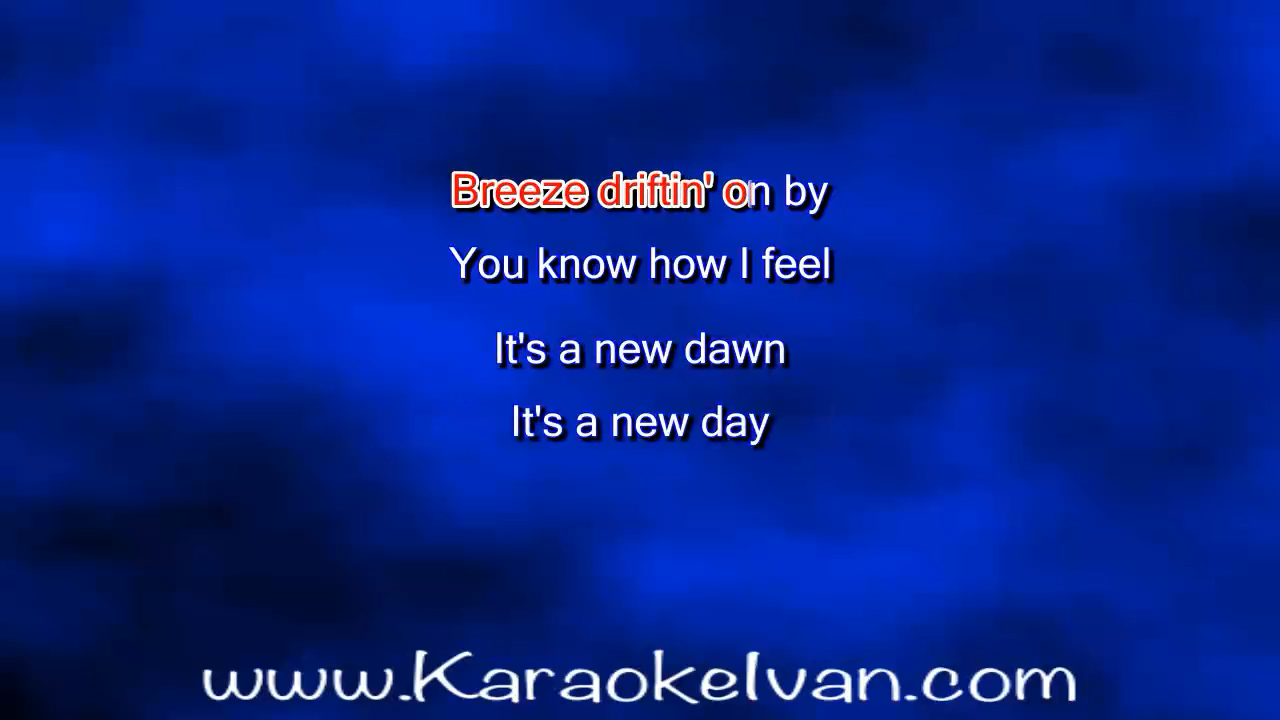 Breeze driftin' on by
You know how I feel
It's a new dawn
It's a new day
www.KaraokeIvan.com